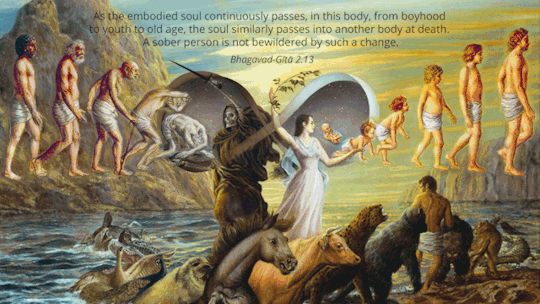 As the embodied soul continuously passes, in this body, from boyhood
to youth to old age, the soul similarly passes into another body at death.
A sober person is not bewildered by such a change.
Bhagavad-Gītā 2.13